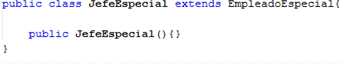 public class JefeEspecial extends EmpleadoEspecial{
public JefeEspecial(){}
}